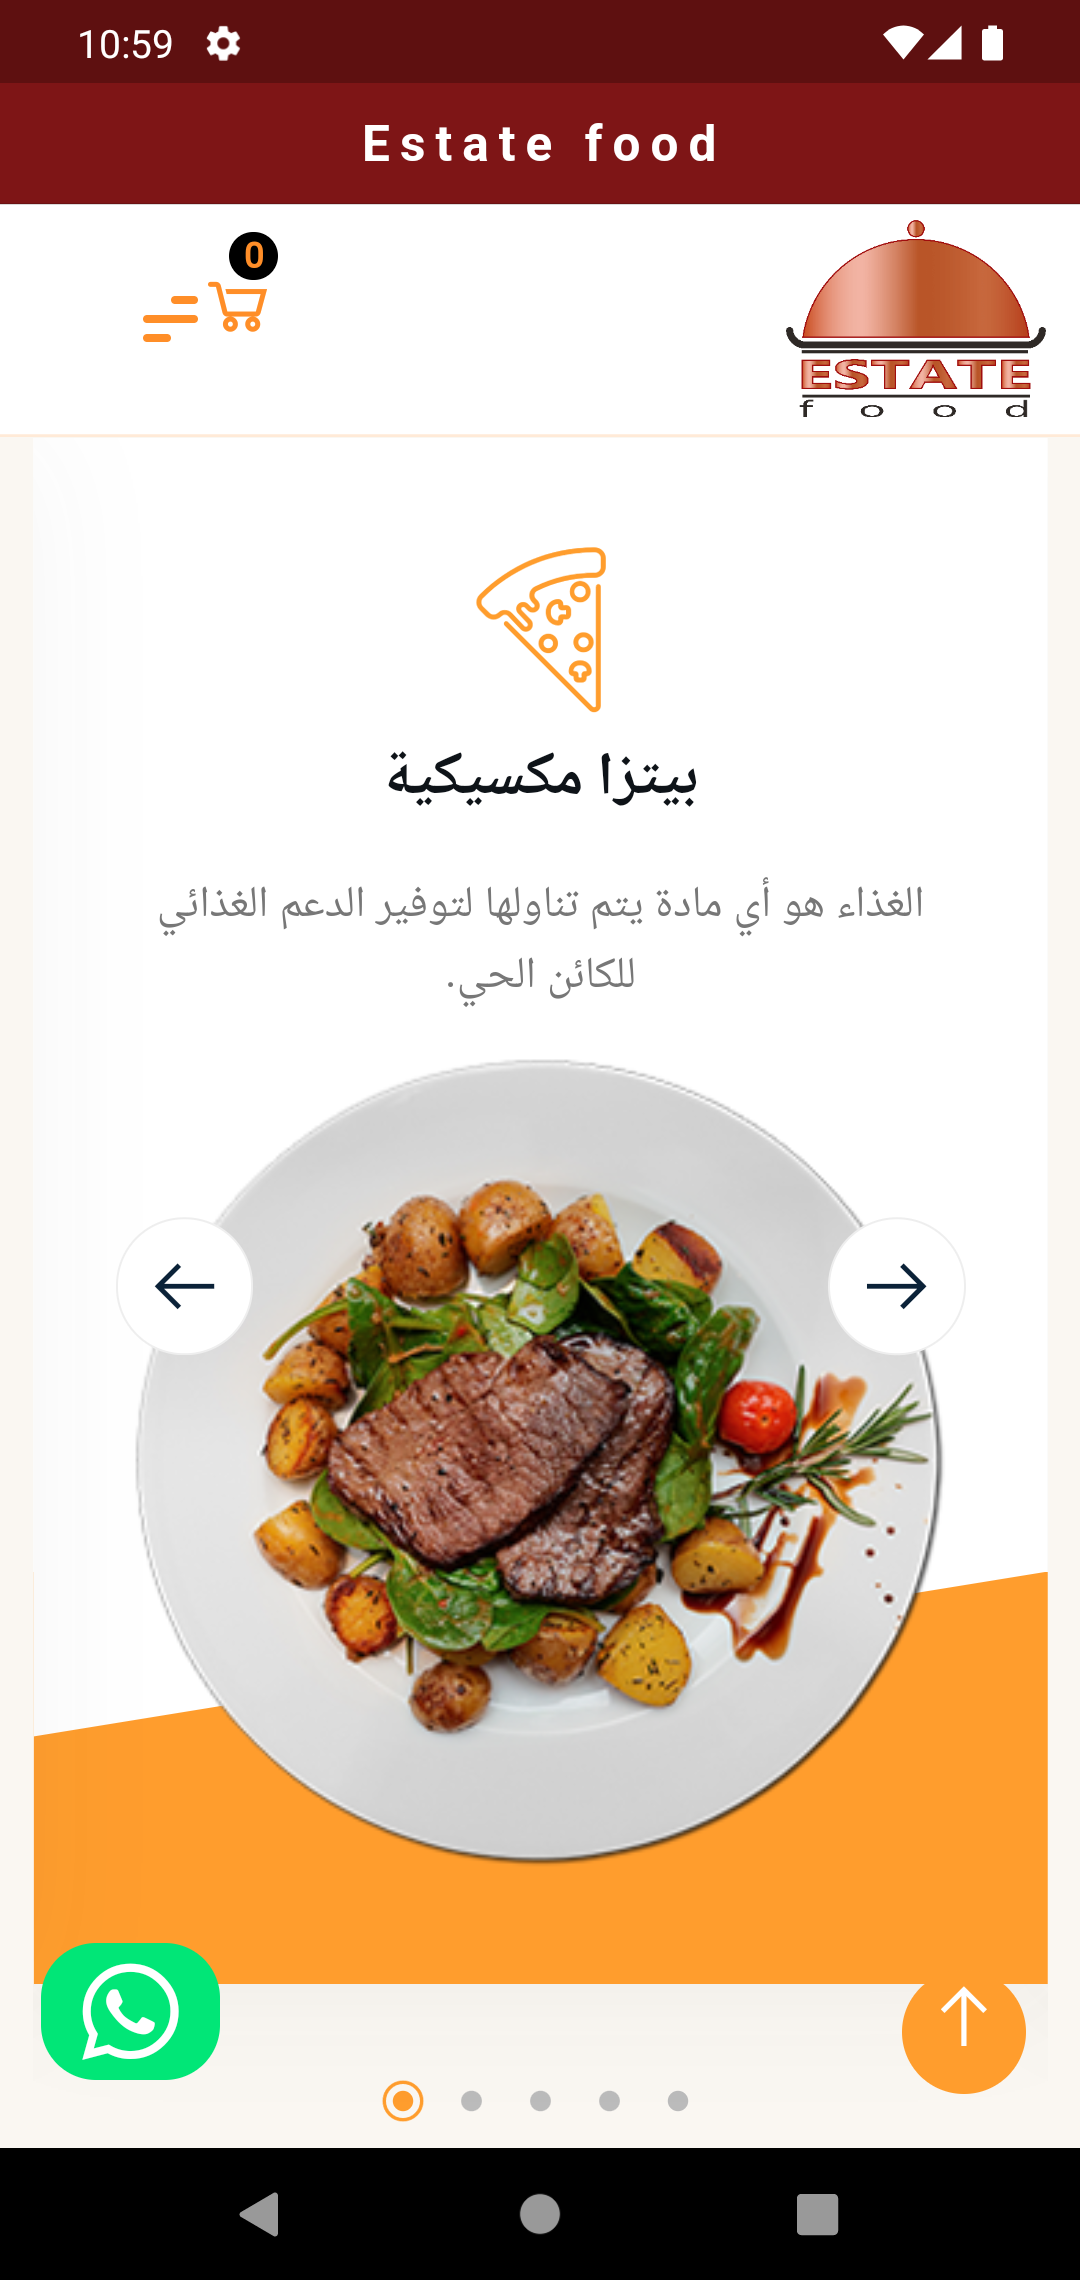 10:59
Estate food
0
ESTATE
food
بيتزا مكسيكية
الغذاء هو أي مادة يتم تناولها لتوفير الدعم الغذائي
للكائن الحي.